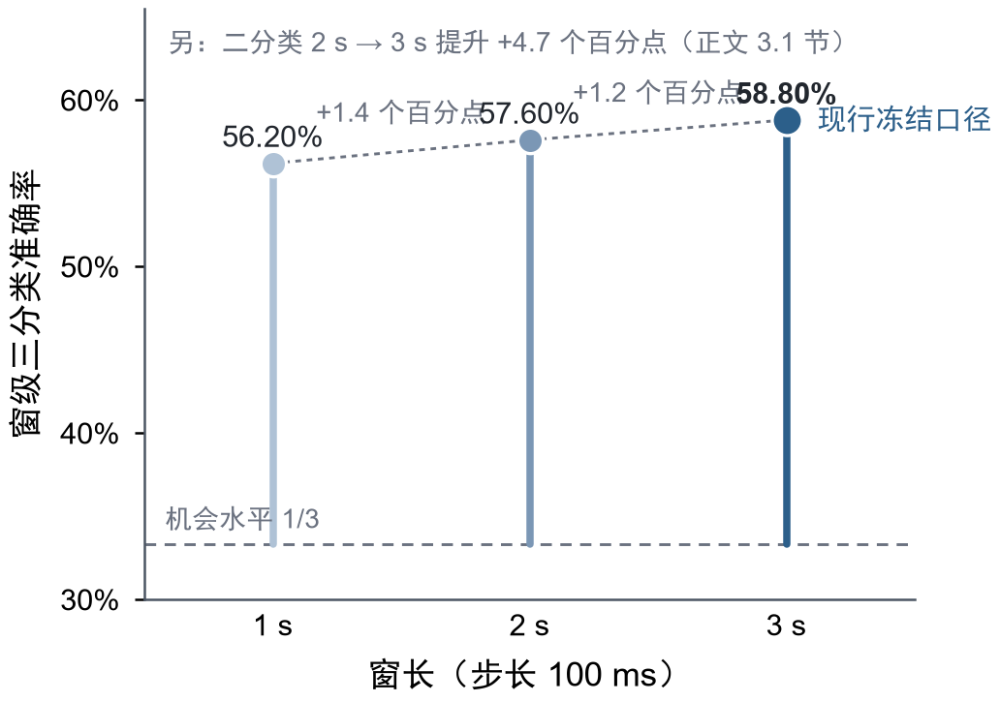 另：二分类 2 s → 3 s 提升 +4.7 个百分点（正文 3.1 节）
+1.2 个百分点
58.80%
60%
+1.4 个百分点
57.60%
现行冻结口径
56.20%
窗级三分类准确率
50%
40%
机会水平 1/3
30%
1 s
2 s
3 s
窗长（步长 100 ms）